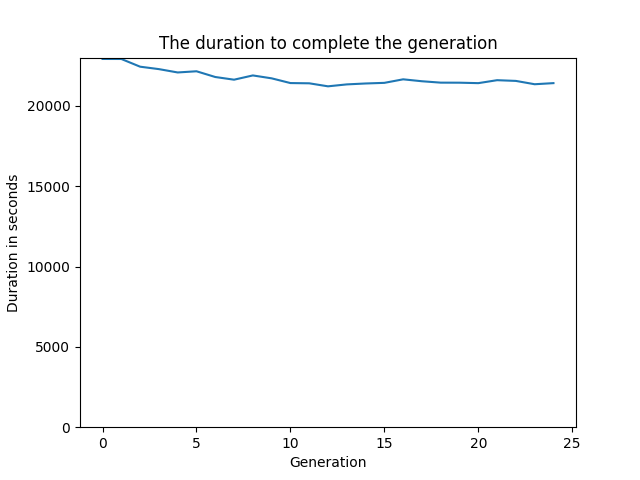 The duration to complete the generation
20000
15000
10000
5000
0
Duration in seconds
0 5 10 15 20 25
Generation